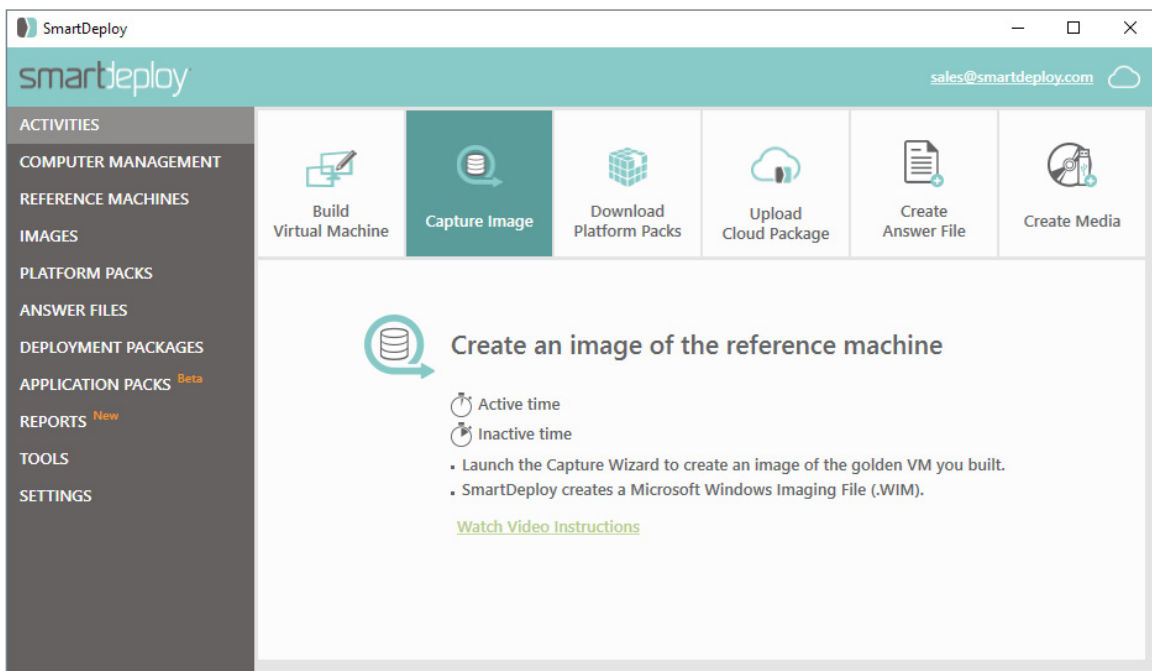 SmartDeploy
smartdeploy
sales@smartdeploy.com
ACTIVITIES
COMPUTER MANAGEMENT
REFERENCE MACHINES
IMAGES
PLATFORM PACKS
ANSWER FILES
DEPLOYMENT PACKAGES
APPLICATION PACKS Beta
REPORTS New
TOOLS
SETTINGS
Build
Virtual Machine
Capture Image
Download
Platform Packs
Upload
Cloud Package
Create
Answer File
Create Media
Create an image of the reference machine
Active time
Inactive time
▪ Launch the Capture Wizard to create an image of the golden VM you built.
▪ SmartDeploy creates a Microsoft Windows Imaging File (.WIM).
Watch Video Instructions